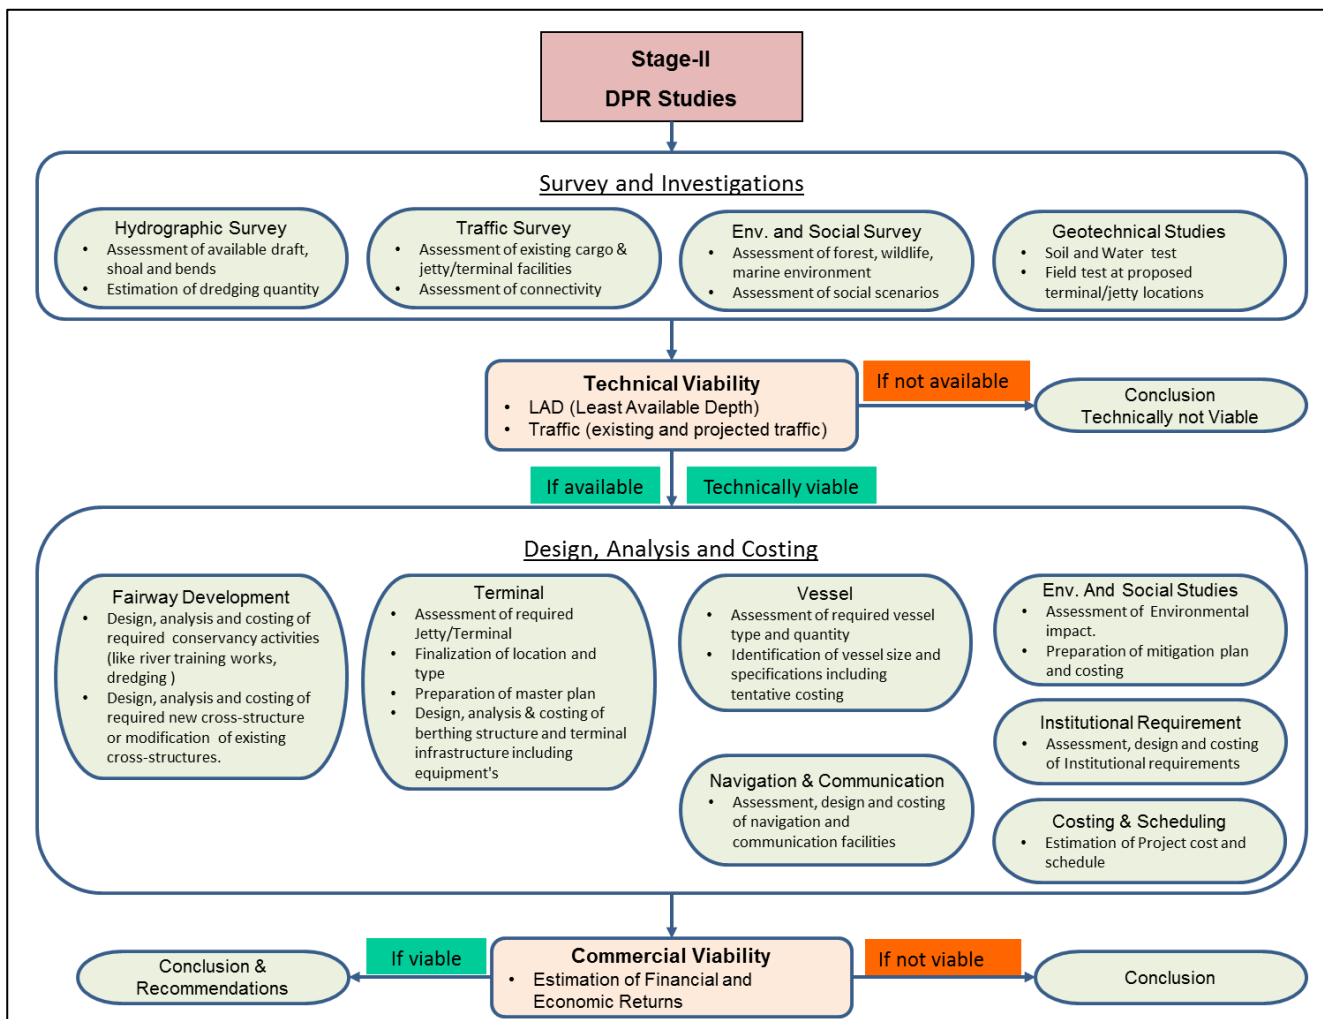 Stage-II
DPR Studies
Survey and Investigations
Hydrographic Survey
• Assessment of available draft,
shoal and bends
• Estimation of dredging quantity
Traffic Survey
• Assessment of existing cargo &
jetty/terminal facilities
• Assessment of connectivity
Env. and Social Survey
• Assessment of forest, wildlife,
marine environment
• Assessment of social scenarios
Geotechnical Studies
• Soil and Water test
• Field test at proposed
terminal/jetty locations
Technical Viability
• LAD (Least Available Depth)
• Traffic (existing and projected traffic)
If not available
Conclusion
Technically not Viable
If available
Technically viable
Design, Analysis and Costing
Fairway Development
• Design, analysis and costing of
required conservancy activities
(like river training works,
dredging )
• Design, analysis and costing of
required new cross-structure
or modification of existing
cross-structures.
Terminal
• Assessment of required
Jetty/Terminal
• Finalization of location and
type
• Preparation of master plan
• Design, analysis & costing of
berthing structure and terminal
infrastructure including
equipment's
Vessel
• Assessment of required vessel
type and quantity
• Identification of vessel size and
specifications including
tentative costing
Navigation & Communication
• Assessment, design and costing
of navigation and
communication facilities
Env. And Social Studies
• Assessment of Environmental
impact.
• Preparation of mitigation plan
and costing
Institutional Requirement
• Assessment, design and costing
of Institutional requirements
Costing & Scheduling
• Estimation of Project cost and
schedule
Commercial Viability
• Estimation of Financial and
Economic Returns
If viable
Conclusion &
Recommendations
If not viable
Conclusion